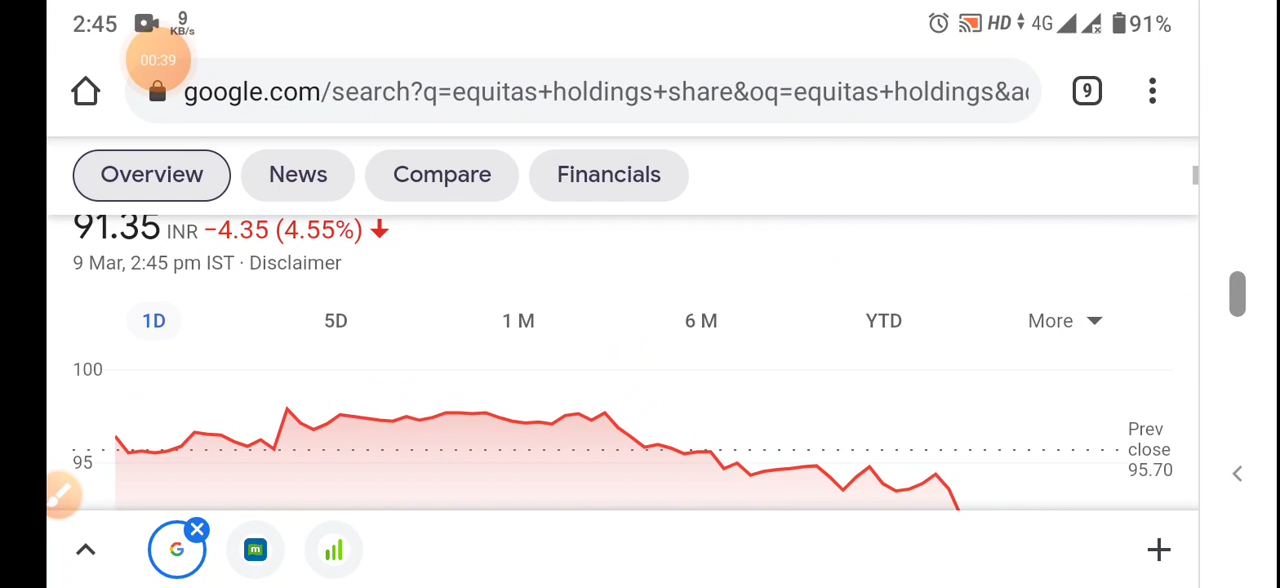 2:45 9 KB/s HD 4G 91%
00:39
google.com/search?q=equitas+holdings+share&oq=equitas+holdings&a 9
Overview News Compare Financials
91.35 INR −4.35 (4.55%)
9 Mar, 2:45 pm IST · Disclaimer
1D 5D 1 M 6 M YTD More
100
Prev
close
95.70
95
G m